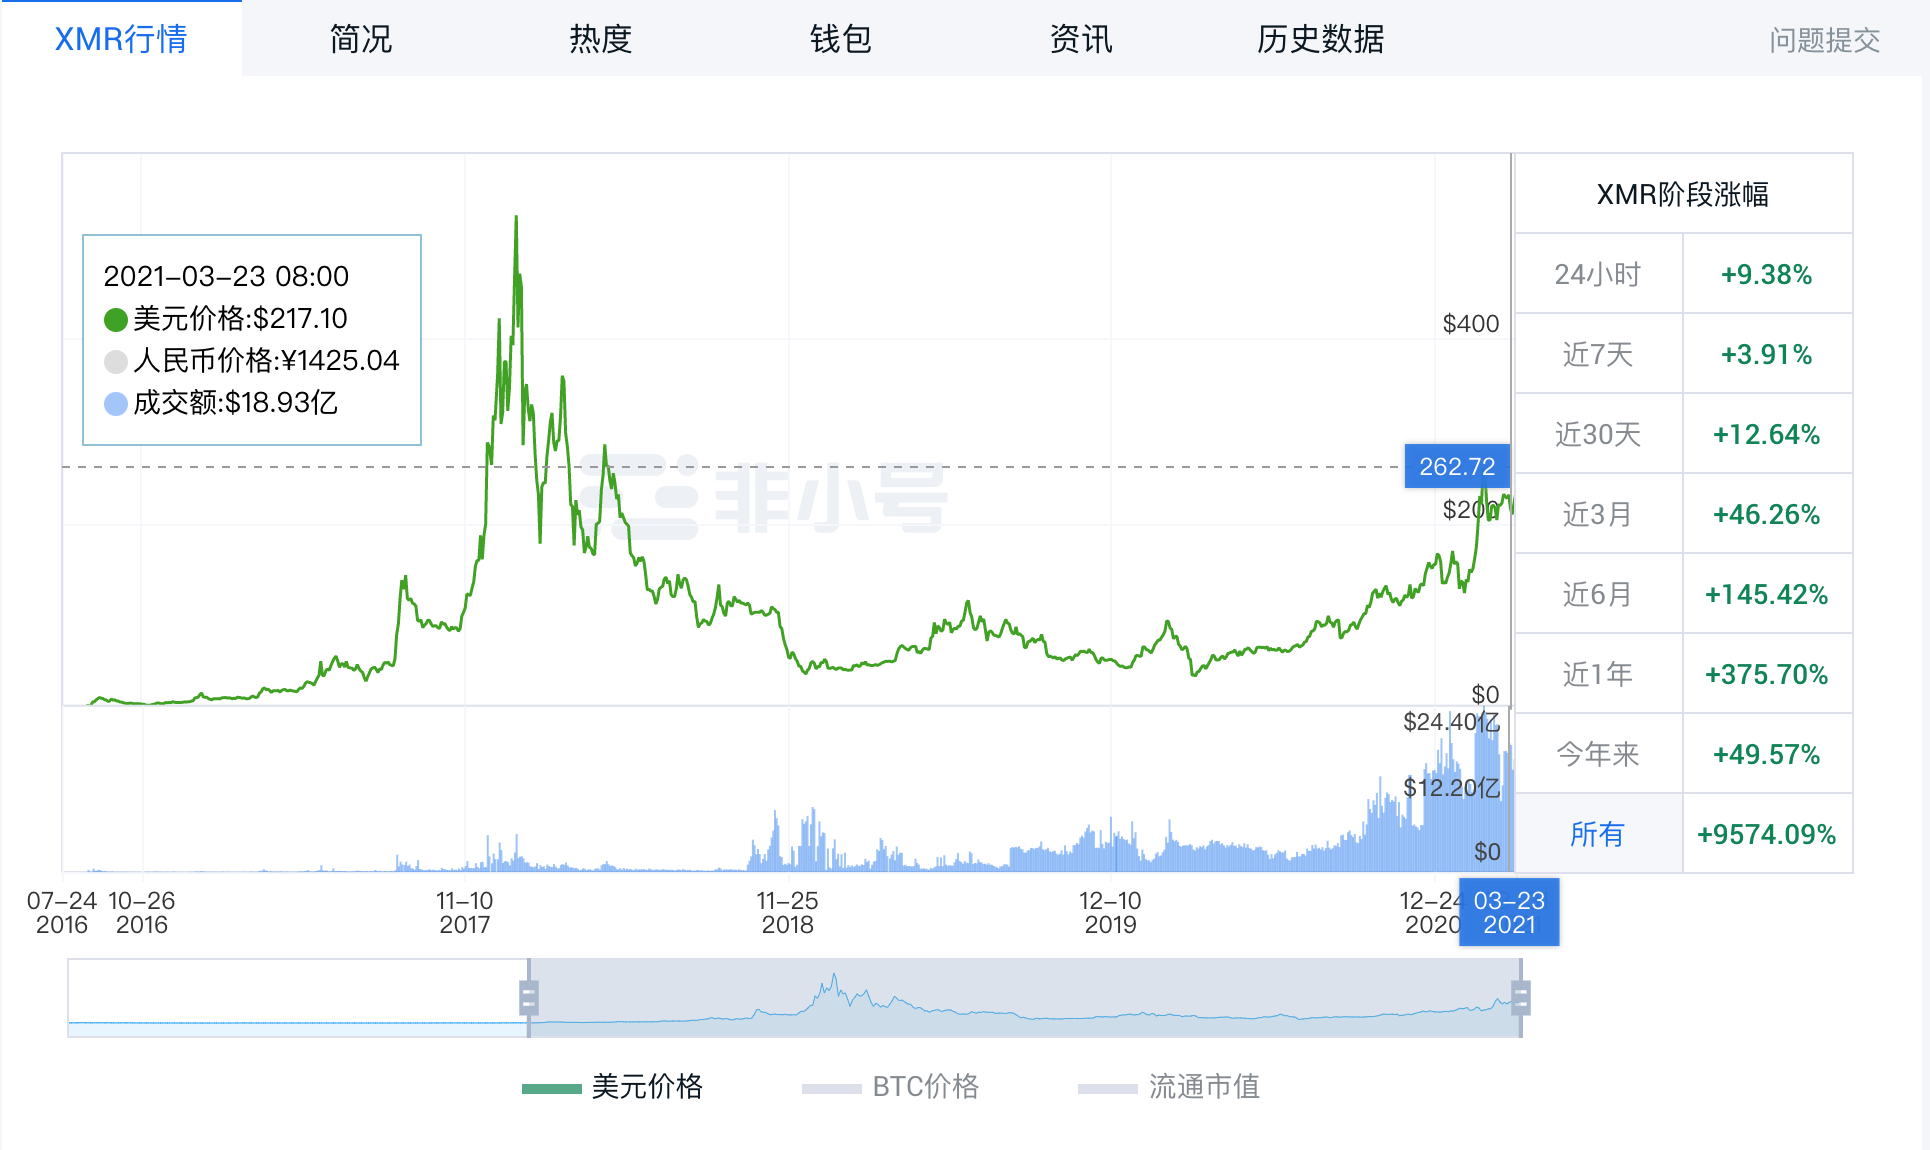 XMR行情
简况
热度
钱包
资讯
历史数据
问题提交
2021-03-23 08:00
美元价格:$217.10
人民币价格:¥1425.04
成交额:$18.93亿
非小号
$400
262.72
$200
$0
$24.40亿
$12.20亿
$0
07-24
2016
10-26
2016
11-10
2017
11-25
2018
12-10
2019
12-24
2020
03-23
2021
XMR阶段涨幅
24小时 +9.38%
近7天 +3.91%
近30天 +12.64%
近3月 +46.26%
近6月 +145.42%
近1年 +375.70%
今年来 +49.57%
所有 +9574.09%
美元价格
BTC价格
流通市值